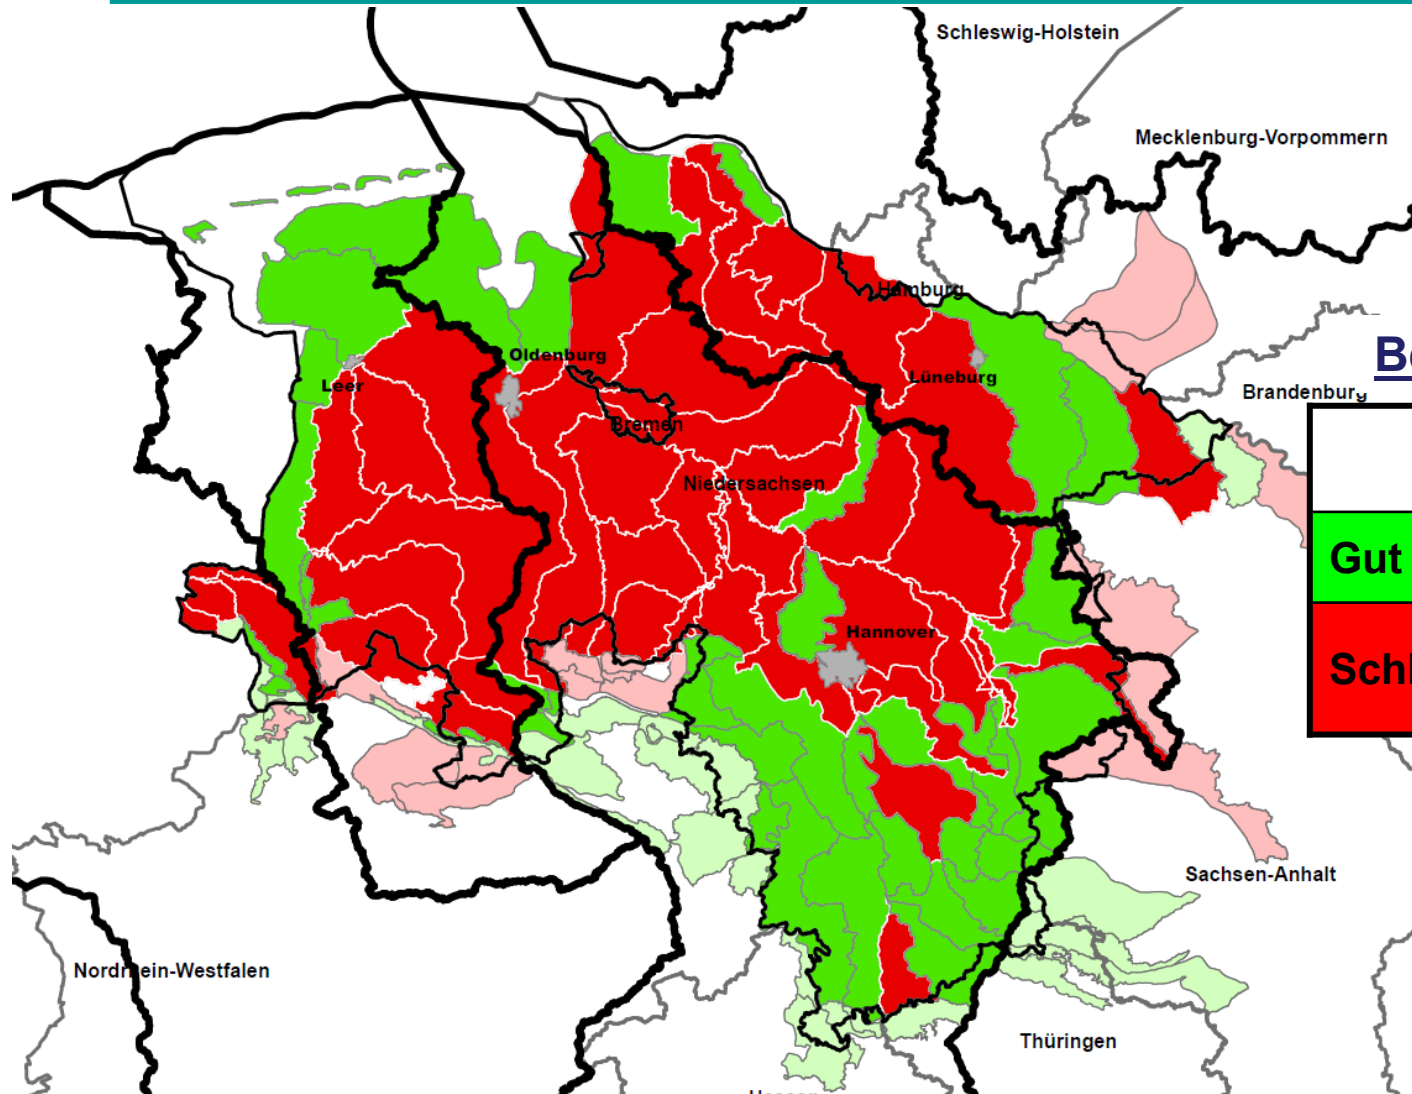 Schleswig-Holstein
Mecklenburg-Vorpommern
Hamburg
Oldenburg
Leer
Lüneburg
Brandenburg
Bremen
Niedersachsen
Gut
Hannover
Sachsen-Anhalt
Nordrhein-Westfalen
Thüringen